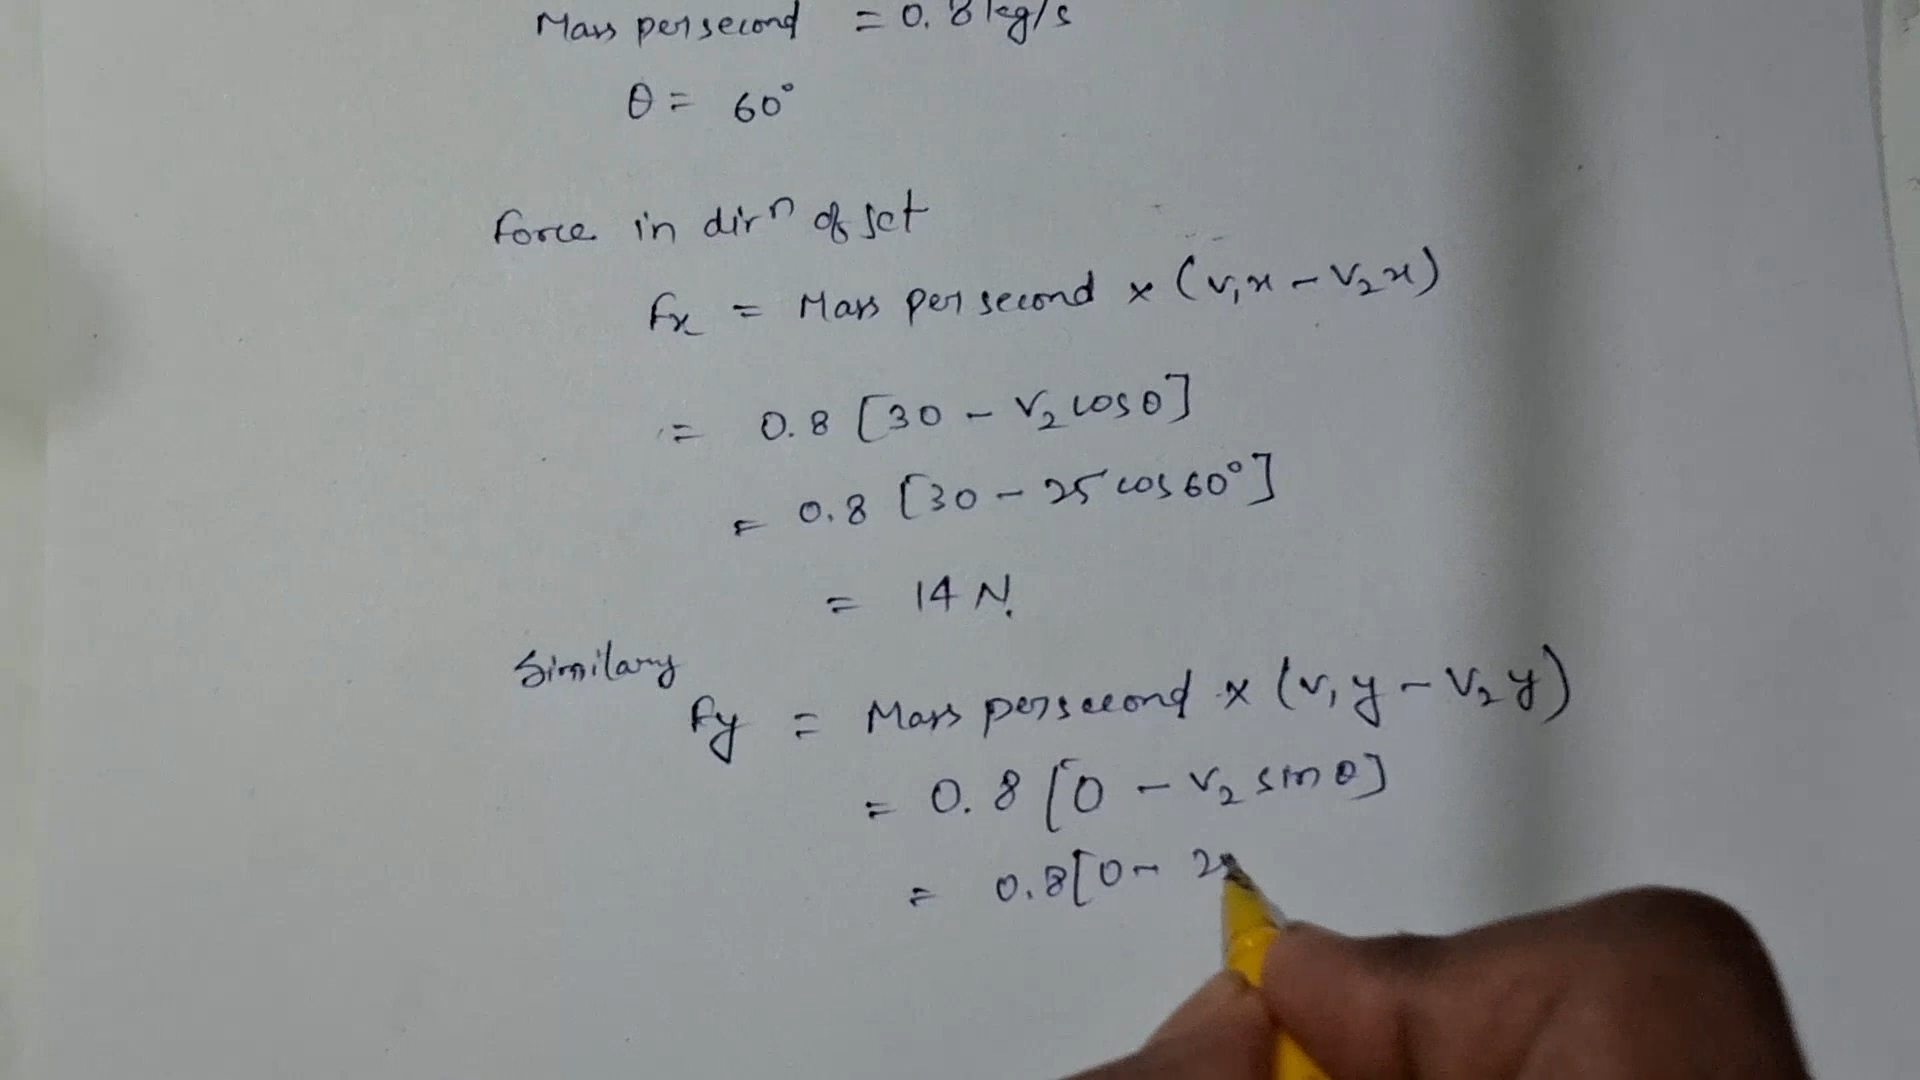 Mass per second = 0.8 kg/s
θ = 60°
Force in dirⁿ of Jet
Fx = Mass per second × (v₁x - V₂x)
= 0.8 [30 - V₂ cos θ]
= 0.8 [30 - 25 cos 60°]
= 14 N.
Similary
Fy = Mass per second × (v₁y - V₂y)
= 0.8 [0 - V₂ sin θ]
= 0.8 [0 -